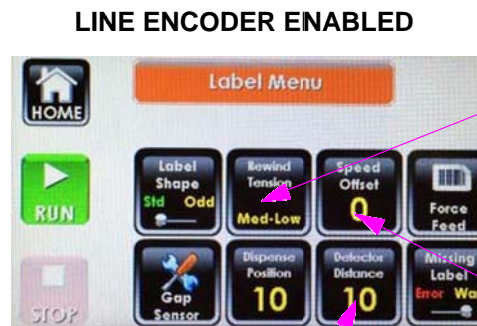 LINE ENCODER ENABLED
HOME
Label Menu
RUN
Label Shape
Std Odd
Rewind Tension
Med-Low
Speed Offset
0
Force Feed
STOP
Gap Sensor
Dispense Position
10
Detector Distance
10
Missing Label
Error